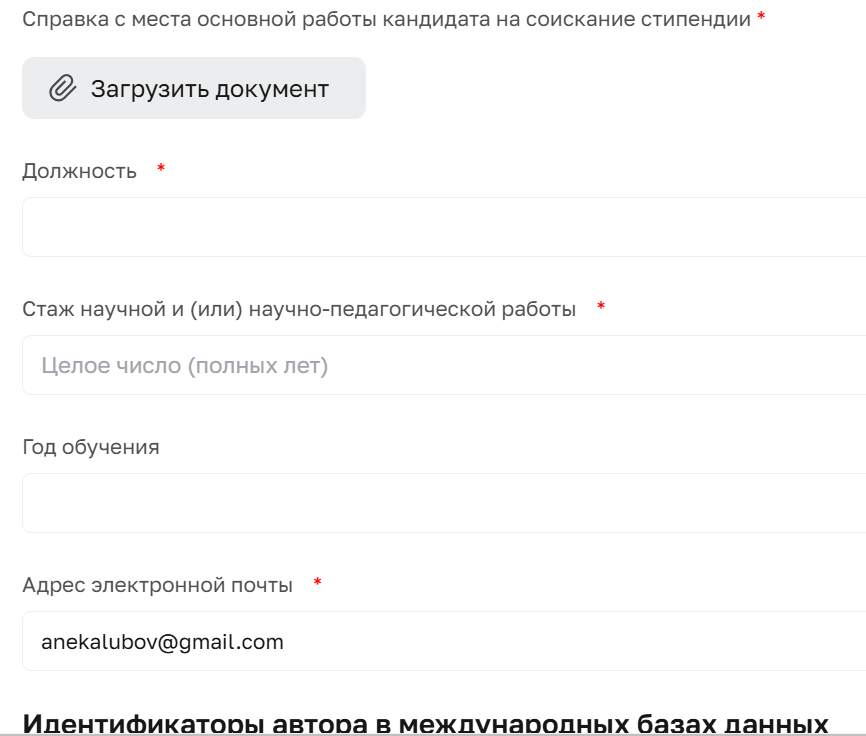 Справка с места основной работы кандидата на соискание стипендии *
Загрузить документ
Должность *
Стаж научной и (или) научно-педагогической работы *
Целое число (полных лет)
Год обучения
Адрес электронной почты *
anekalubov@gmail.com
Идентификаторы автора в международных базах данных